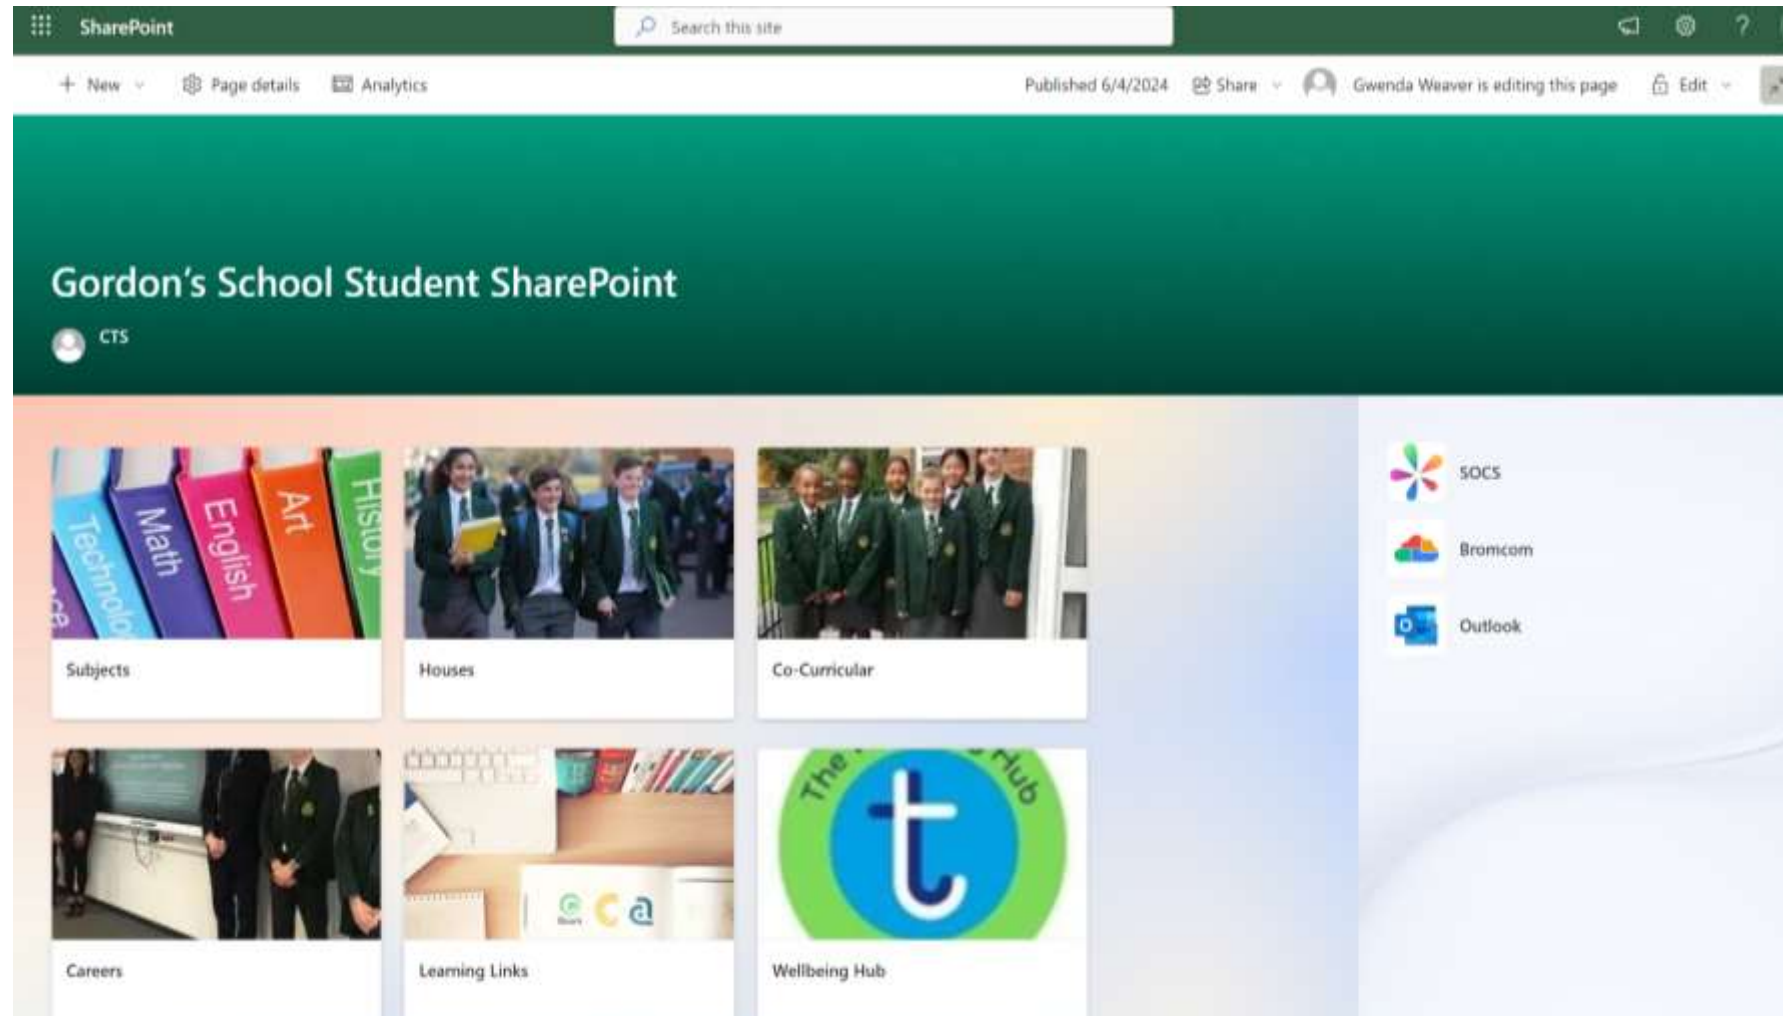 SharePoint
Search this site
New
Page details
Analytics
Published 6/4/2024
Share
Gwenda Weaver is editing this page
Edit
Gordon's School Student SharePoint
CTS
Technolo
Math
English
Art
History
Subjects
Houses
Co-Curricular
SOCS
Bromcom
Outlook
The
Hub
t
C a
Careers
Learning Links
Wellbeing Hub